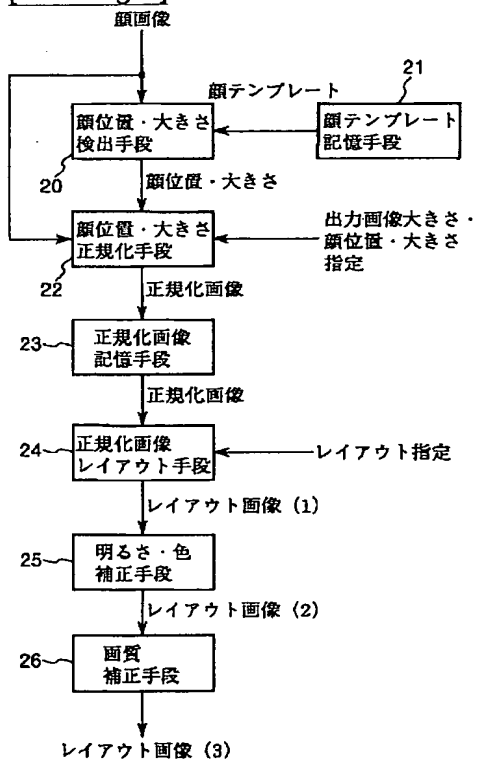 顔画像
21
顔テンプレート
顔位置・大きさ
検出手段
顔テンプレート
記憶手段
20
顔位置・大きさ
顔位置・大きさ
正規化手段
出力画像大きさ・
顔位置・大きさ
指定
22
正規化画像
23
正規化画像
記憶手段
正規化画像
24
正規化画像
レイアウト手段
レイアウト指定
レイアウト画像 (1)
25
明るさ・色
補正手段
レイアウト画像 (2)
26
画質
補正手段
レイアウト画像 (3)